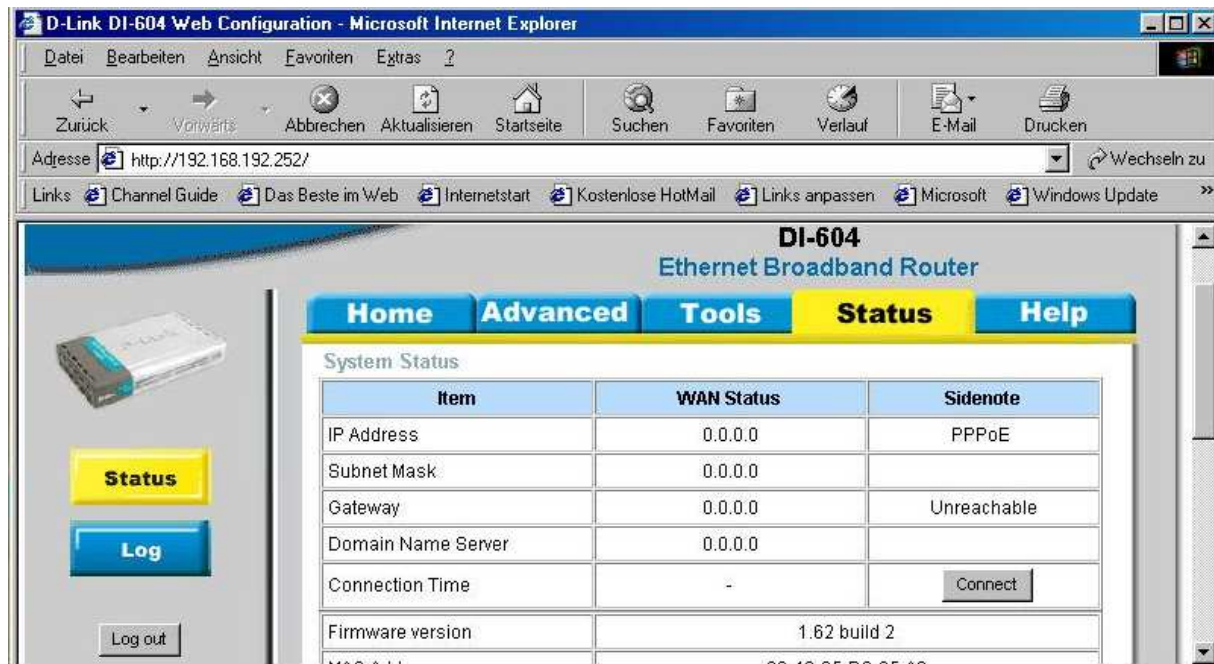 D-Link DI-604 Web Configuration - Microsoft Internet Explorer
Datei Bearbeiten Ansicht Favoriten Extras ?
Zurück Vorwärts Abbrechen Aktualisieren Startseite Suchen Favoriten Verlauf E-Mail Drucken
Adresse http://192.168.192.252/ Wechseln zu
Links Channel Guide Das Beste im Web Internetstart Kostenlose HotMail Links anpassen Microsoft Windows Update »
DI-604
Ethernet Broadband Router
Home Advanced Tools Status Help
System Status
Item WAN Status Sidenote
IP Address 0.0.0.0 PPPoE
Subnet Mask 0.0.0.0
Status
Gateway 0.0.0.0 Unreachable
Domain Name Server 0.0.0.0
Log
Connection Time - Connect
Firmware version 1.62 build 2
Log out